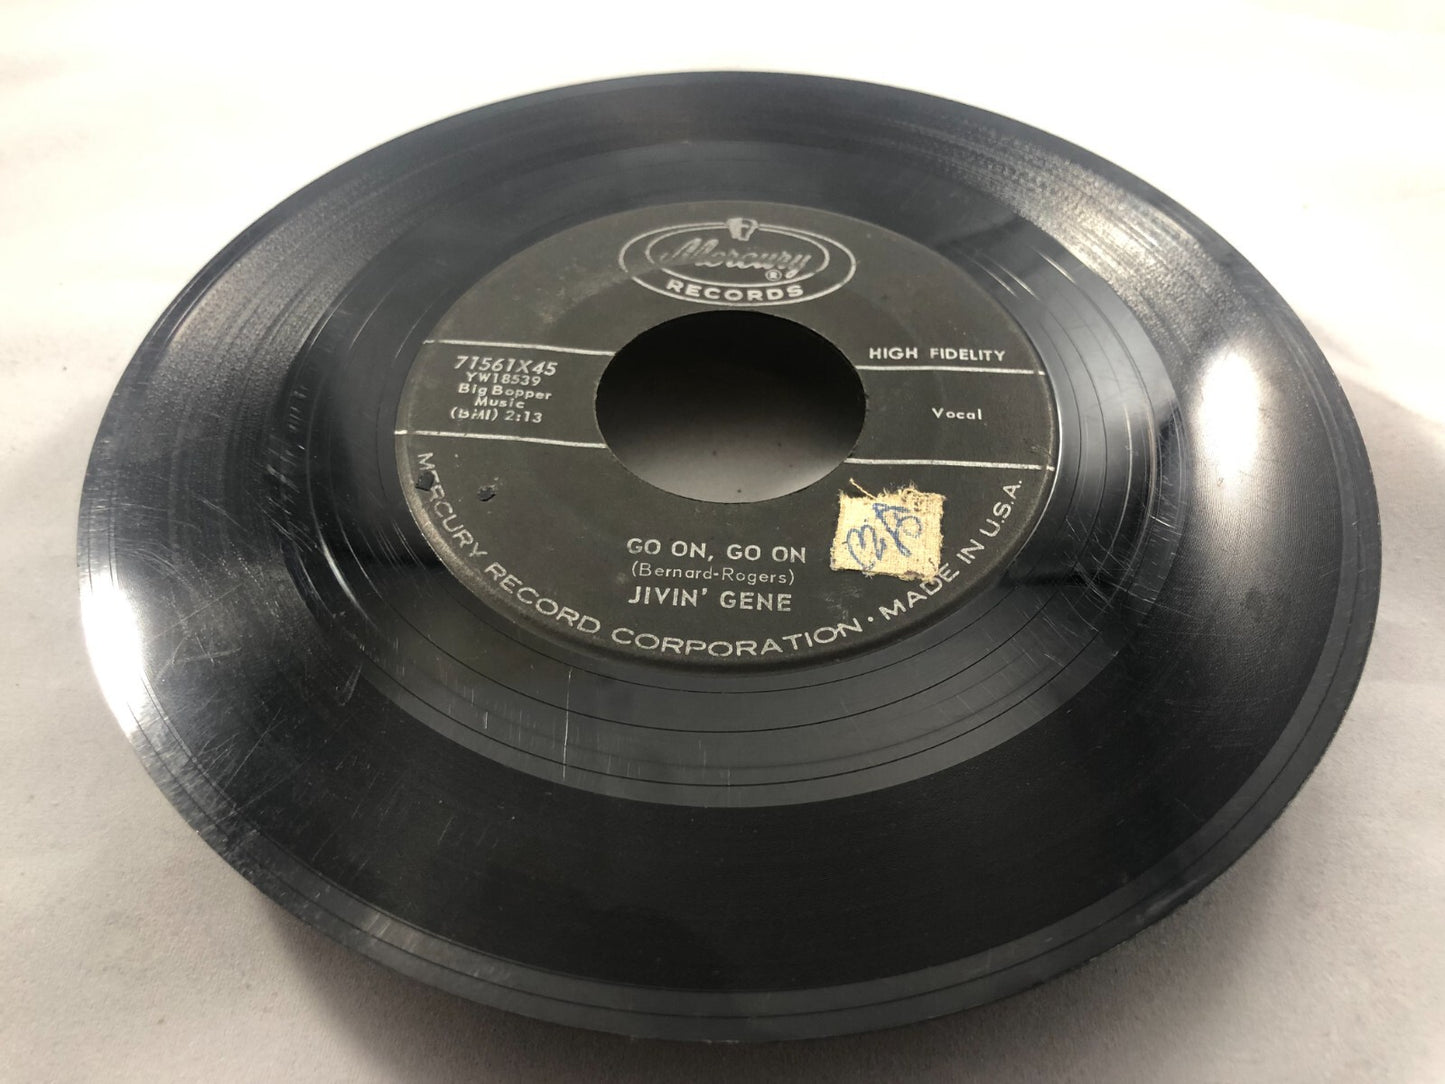 Mercury ®
RECORDS
71561X45
YW18539
Big Bopper
Music
(BMI) 2:13
HIGH FIDELITY
Vocal
GO ON, GO ON
(Bernard-Rogers)
JIVIN' GENE
MERCURY RECORD CORPORATION · MADE IN U.S.A.